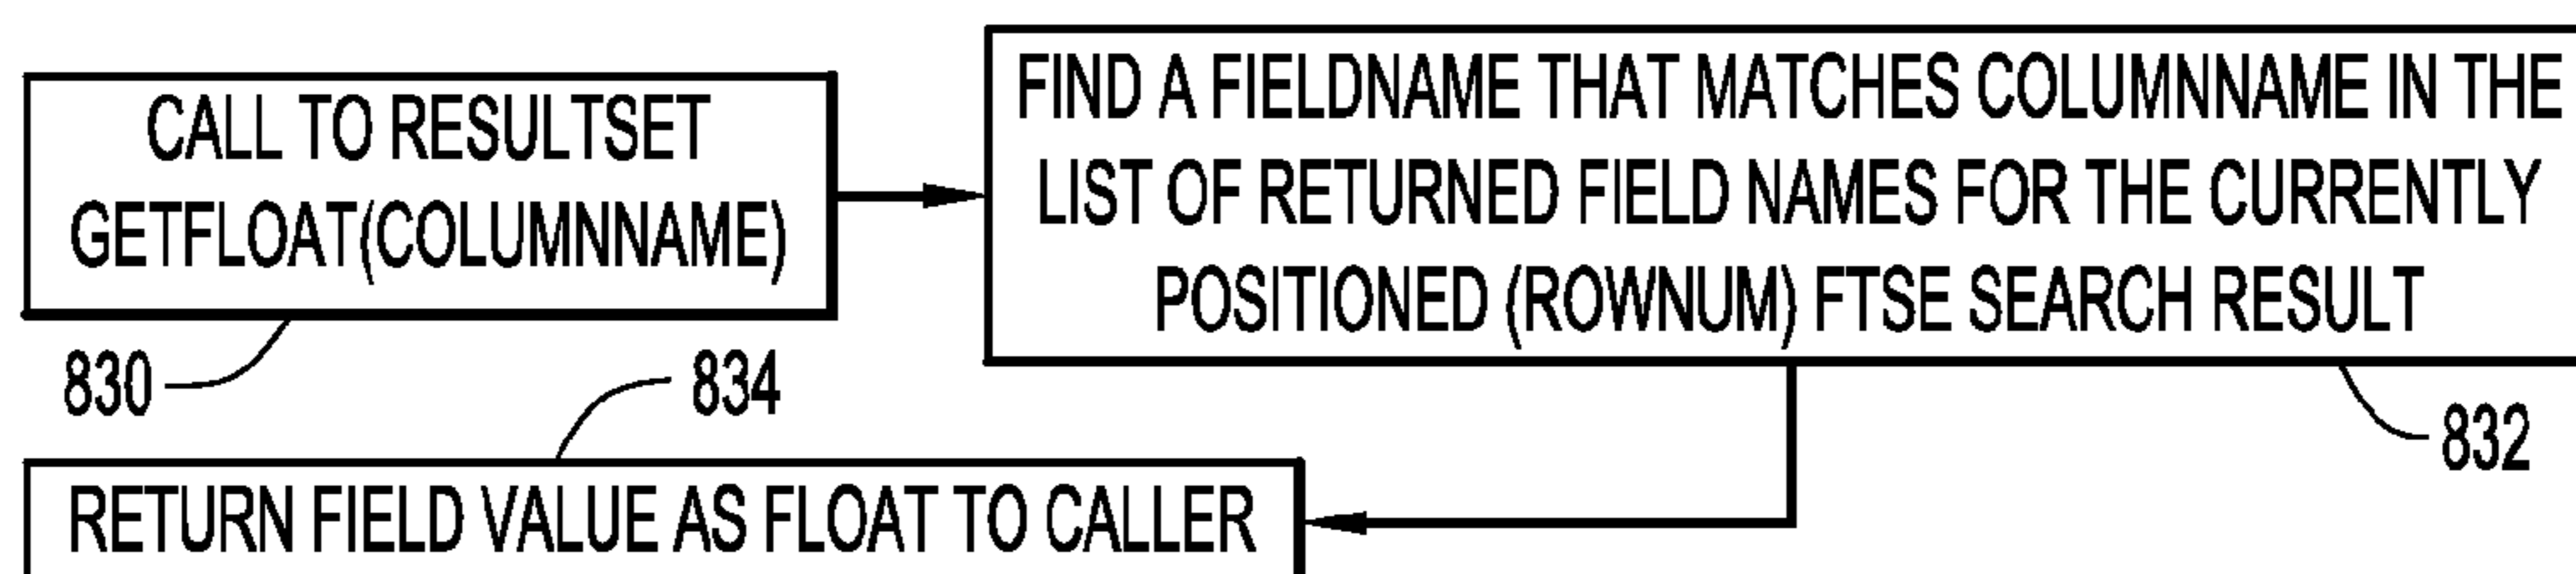 CALL TO RESULTSET
GETFLOAT(COLUMNNAME)
830
FIND A FIELDNAME THAT MATCHES COLUMNNAME IN THE
LIST OF RETURNED FIELD NAMES FOR THE CURRENTLY
POSITIONED (ROWNUM) FTSE SEARCH RESULT
832
834
RETURN FIELD VALUE AS FLOAT TO CALLER